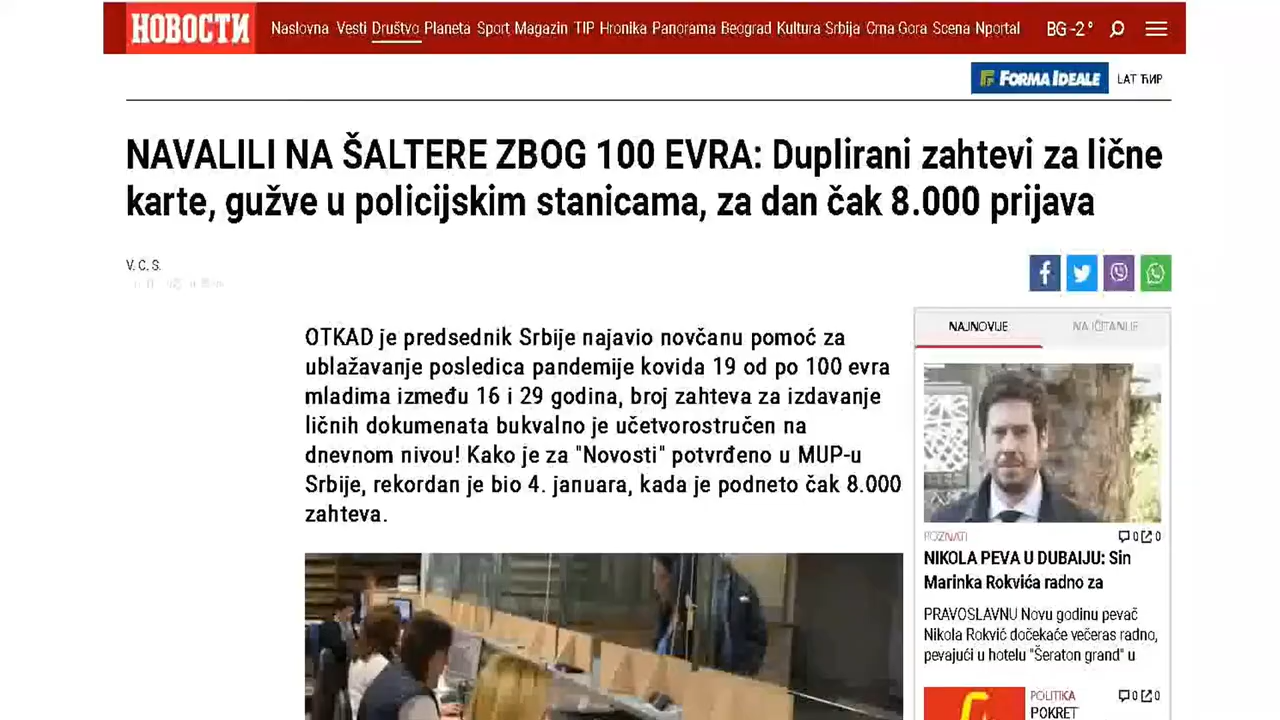 НОВОСТИ
Naslovna Vesti Društvo Planeta Sport Magazin TIP Hronika Panorama Beograd Kultura Srbija Crna Gora Scena Nportal
BG -2°
FORMA IDEALE
LAT ЋИР
NAVALILI NA ŠALTERE ZBOG 100 EVRA: Duplirani zahtevi za lične
karte, gužve u policijskim stanicama, za dan čak 8.000 prijava
V. C. S.
OTKAD je predsednik Srbije najavio novčanu pomoć za
ublažavanje posledica pandemije kovida 19 od po 100 evra
mladima između 16 i 29 godina, broj zahteva za izdavanje
ličnih dokumenata bukvalno je učetvorostručen na
dnevnom nivou! Kako je za "Novosti" potvrđeno u MUP-u
Srbije, rekordan je bio 4. januara, kada je podneto čak 8.000
zahteva.
NAJNOVIJE
NAJČITANIJE
POZNATI
0 0
NIKOLA PEVA U DUBAIJU: Sin
Marinka Rokvića radno za
PRAVOSLAVNU Novu godinu pevač
Nikola Rokvić dočekaće večeras radno,
pevajući u hotelu "Šeraton grand" u
POLITIKA
0 0
POKRET